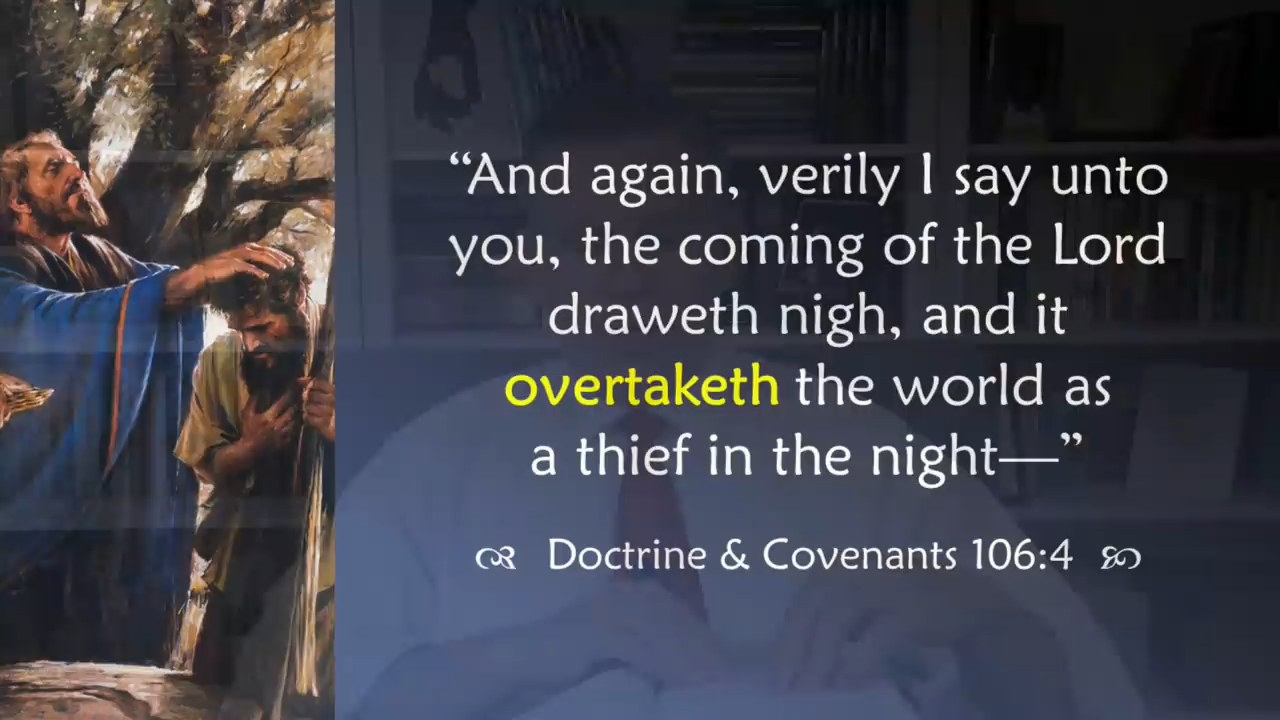 “And again, verily I say unto
you, the coming of the Lord
draweth nigh, and it
overtaketh the world as
a thief in the night—”
Doctrine & Covenants 106:4